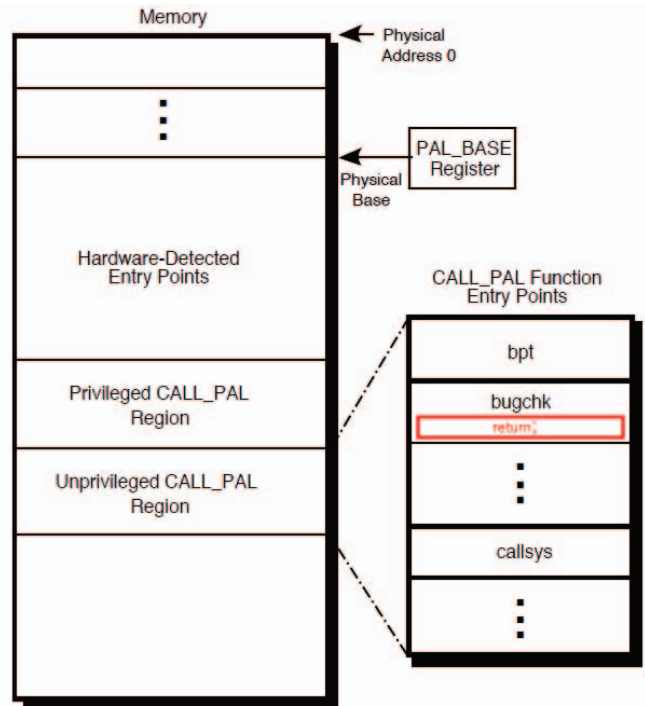 Memory
Physical
Address 0
PAL_BASE
Register
Physical
Base
Hardware-Detected
Entry Points
CALL_PAL Function
Entry Points
bpt
Privileged CALL_PAL
Region
bugchk
return;
Unprivileged CALL_PAL
Region
callsys